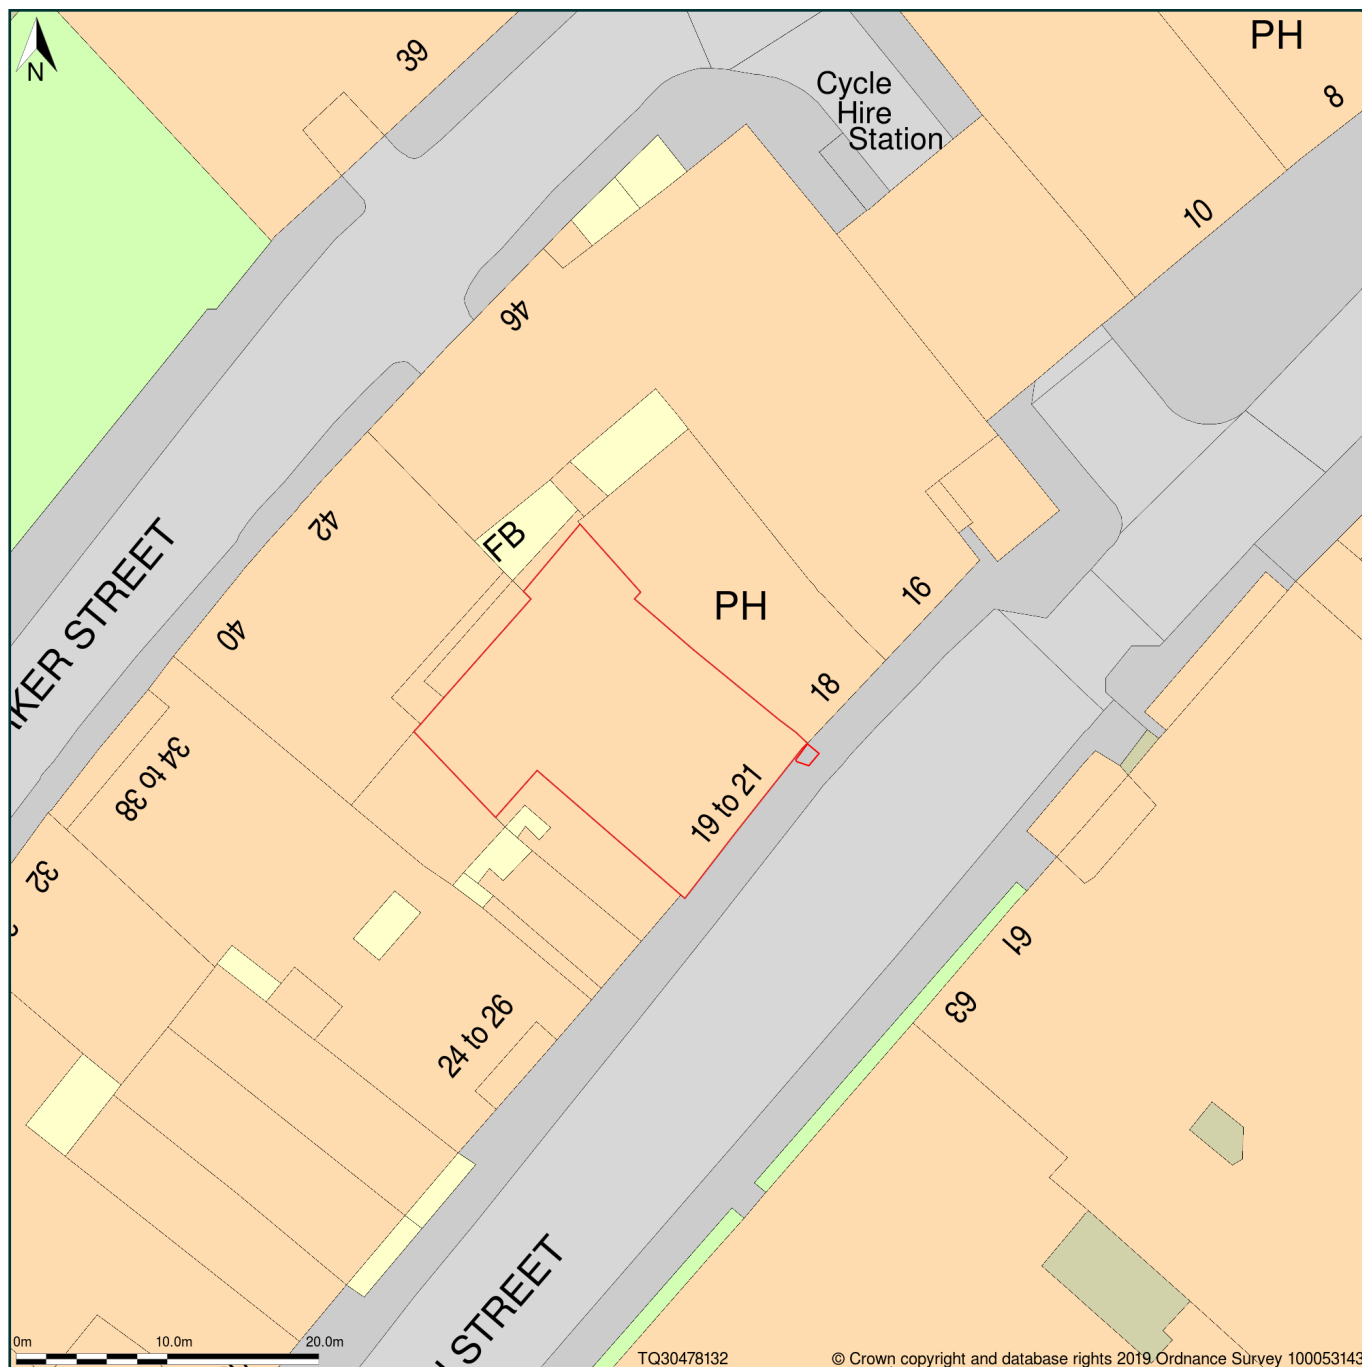 N
39
PH
8
Cycle
Hire
Station
10
46
42
FB
PH
16
40
18
34 to 38
19 to 21
32
61
63
24 to 26
STREET
STREET
0m 10.0m 20.0m
TQ30478132
© Crown copyright and database rights 2019 Ordnance Survey 100053143